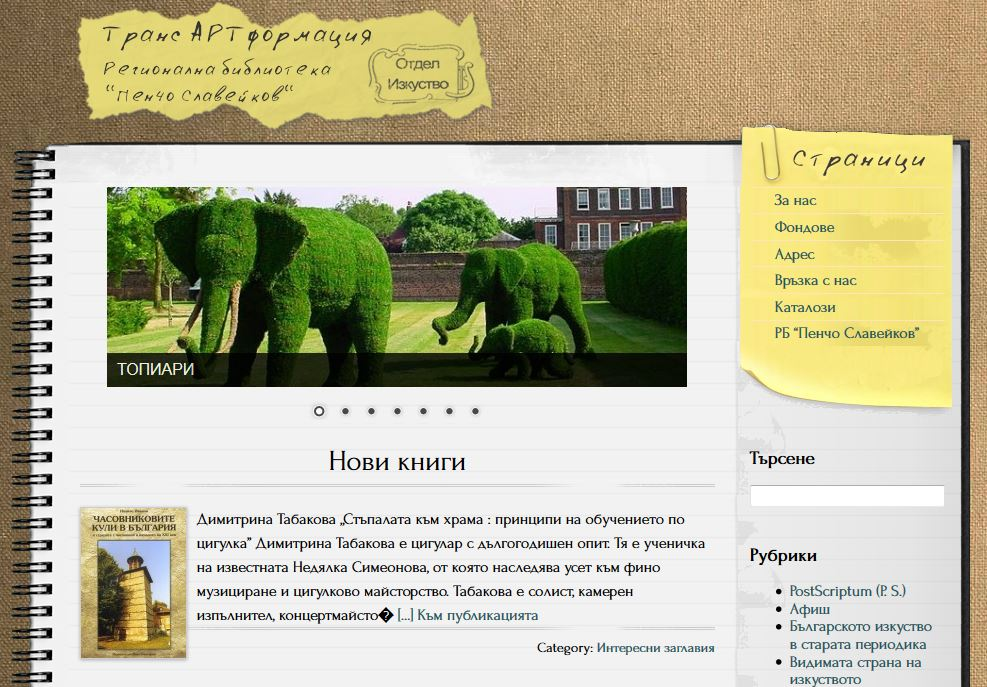 Транс АРТ формация
Регионална библиотека
"Пенчо Славейков"
Отдел
Изкуство
Страници
За нас
Фондове
Адрес
Връзка с нас
Каталози
РБ “Пенчо Славейков”
ТОПИАРИ
Нови книги
ЧАСОВНИКОВИТЕ
КУЛИ В БЪЛГАРИЯ
Димитрина Табакова „Стъпалата към храма : принципи на обучението по
цигулка” Димитрина Табакова е цигулар с дългогодишен опит. Тя е ученичка
на известната Недялка Симеонова, от която наследява усет към фино
музициране и цигулково майсторство. Табакова е солист, камерен
изпълнител, концертмайсто� [...] Към публикацията
Category: Интересни заглавия
Търсене
Рубрики
PostScriptum (P. S.)
Афиш
Българското изкуство
в старата периодика
Видимата страна на
изкуството